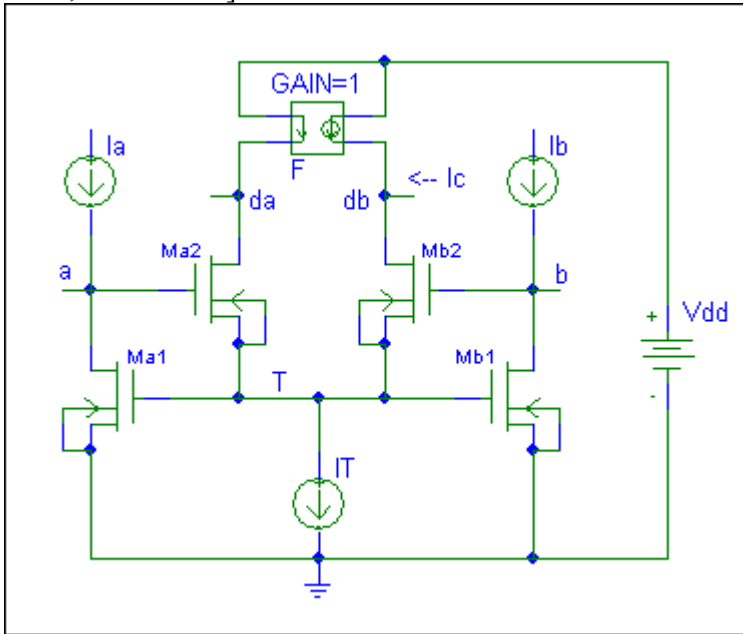 GAIN=1
F
Ia
Ib
<-- Ic
da
db
Ma2
Mb2
a
b
+
Vdd
-
Ma1
Mb1
T
IT